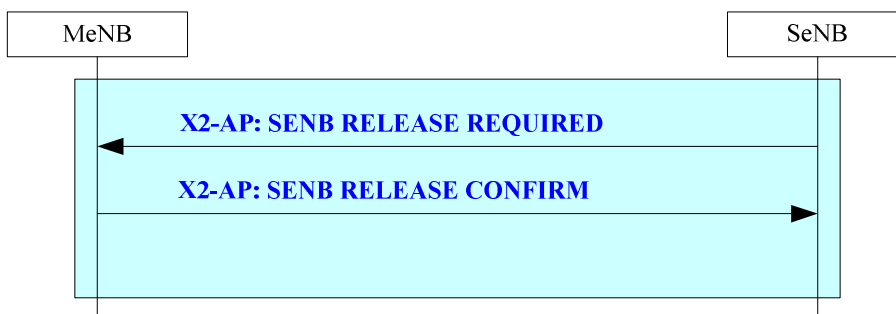 MeNB
SeNB
X2-AP: SENB RELEASE REQUIRED
X2-AP: SENB RELEASE CONFIRM